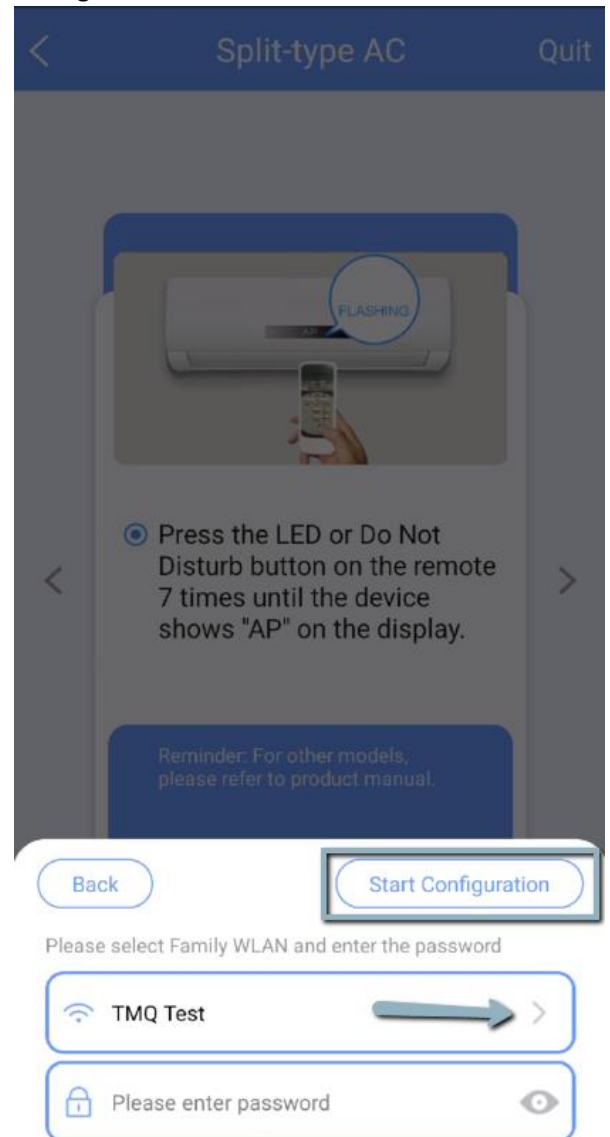 Split-type AC Quit
FLASHING
AP
Press the LED or Do Not
Disturb button on the remote
7 times until the device
shows "AP" on the display.
Reminder: For other models,
please refer to product manual.
Back Start Configuration
Please select Family WLAN and enter the password
TMQ Test
Please enter password